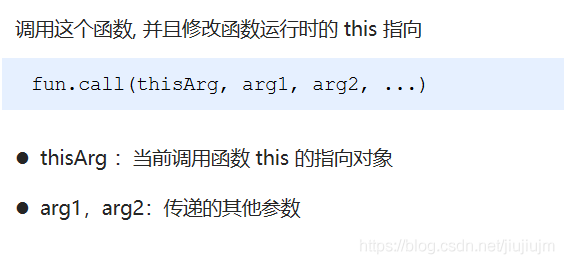 调用这个函数, 并且修改函数运行时的 this 指向
fun.call(thisArg, arg1, arg2, ...)
● thisArg ：当前调用函数 this 的指向对象
● arg1，arg2：传递的其他参数
https://blog.csdn.net/jiujiujm